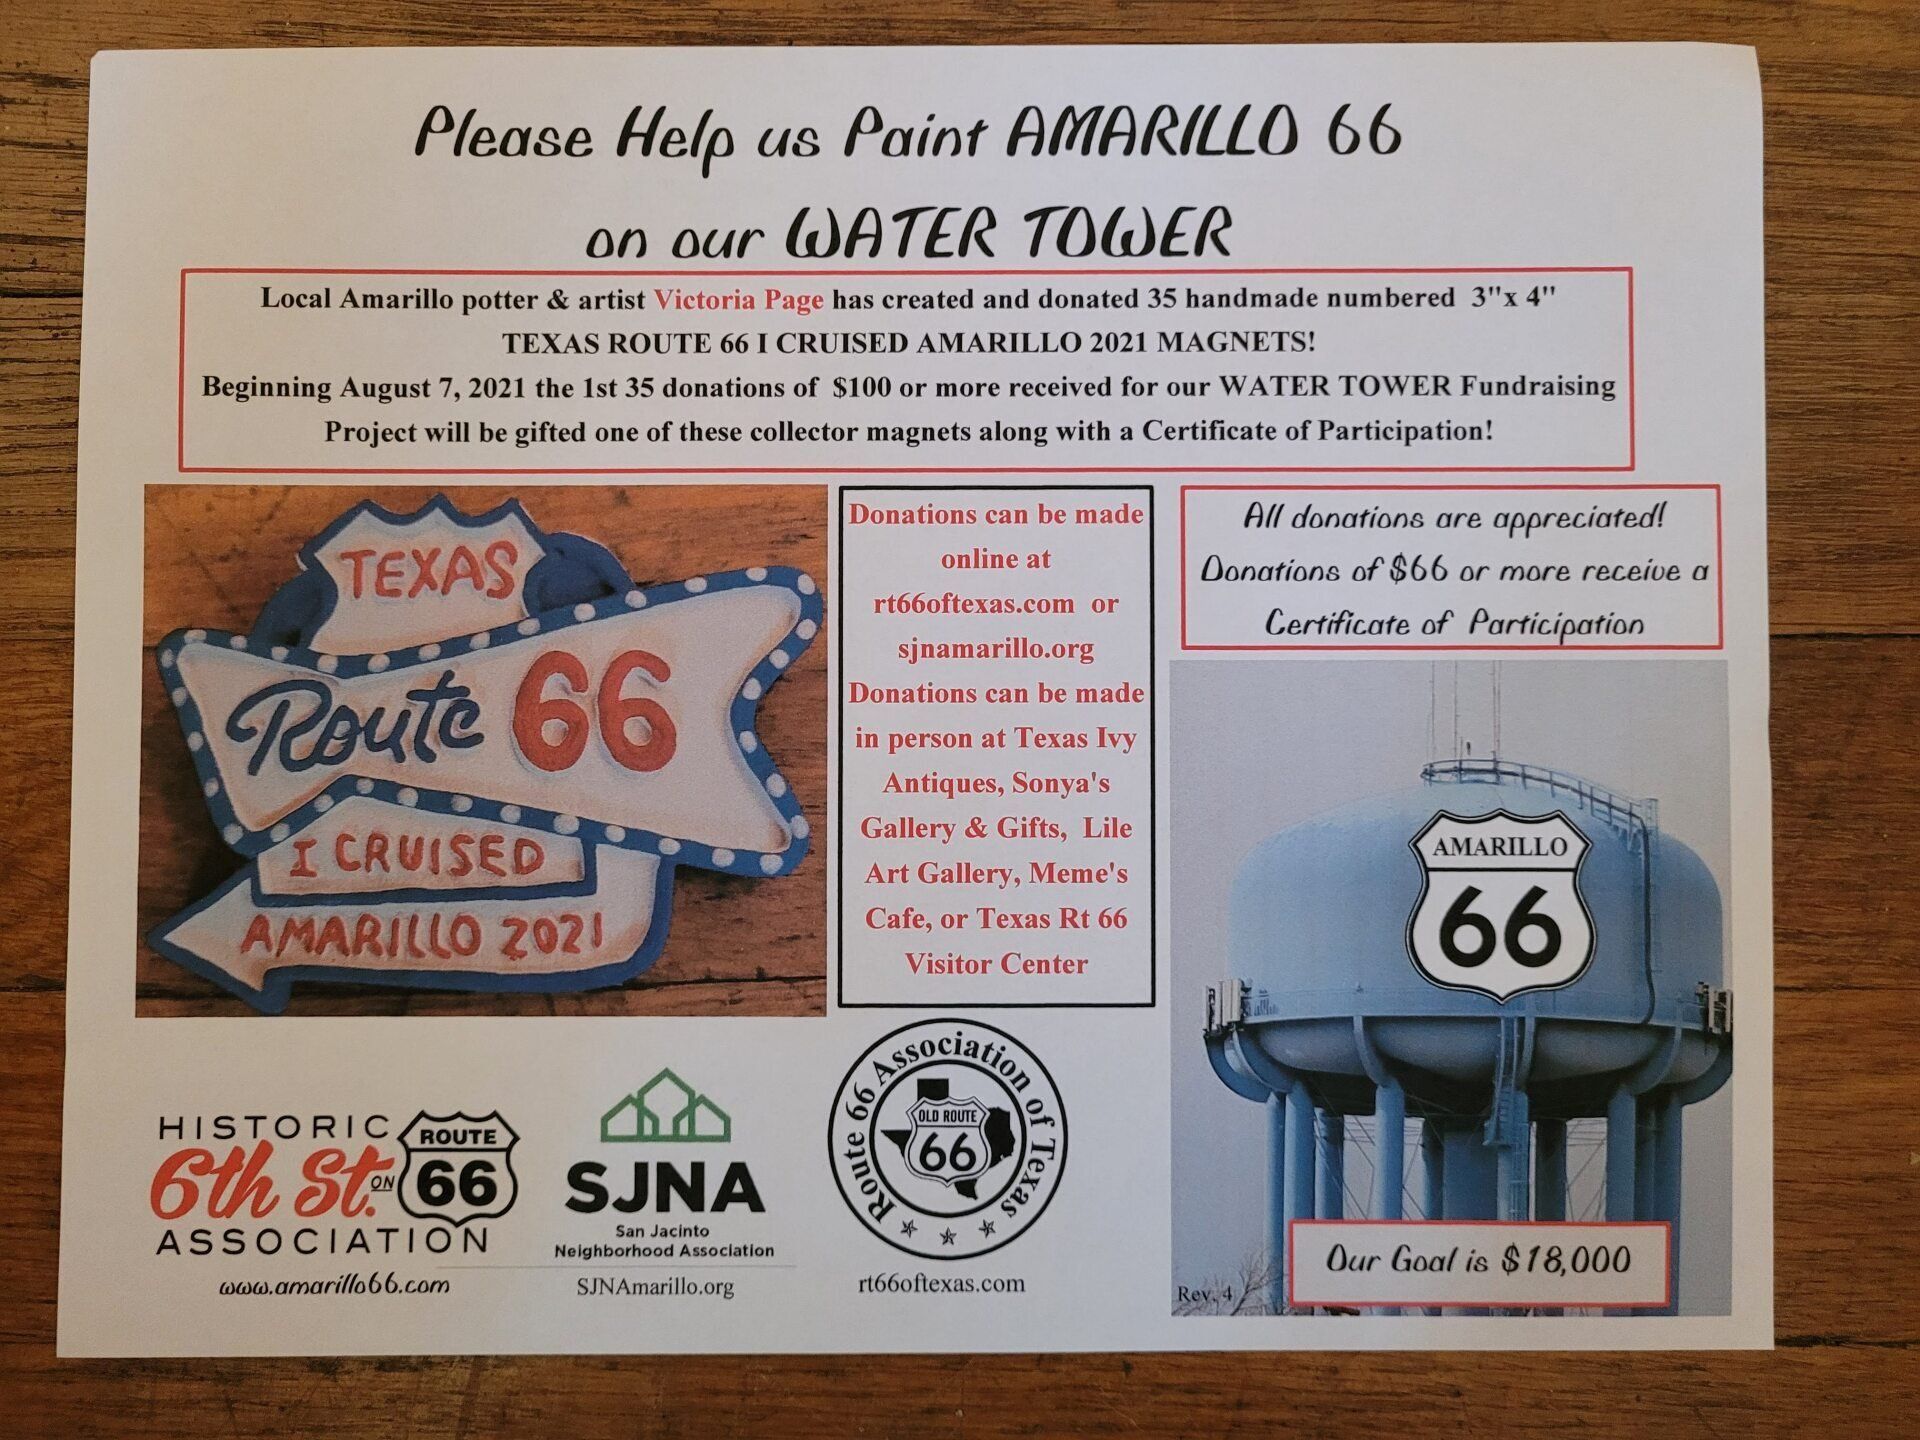 Please Help us Paint AMARILLO 66
on our WATER TOWER
Local Amarillo potter & artist Victoria Page has created and donated 35 handmade numbered 3"x 4"
TEXAS ROUTE 66 I CRUISED AMARILLO 2021 MAGNETS!
Beginning August 7, 2021 the 1st 35 donations of $100 or more received for our WATER TOWER Fundraising
Project will be gifted one of these collector magnets along with a Certificate of Participation!
TEXAS
Route 66
I CRUISED
AMARILLO 2021
Donations can be made
online at
rt66oftexas.com or
sjnamarillo.org
Donations can be made
in person at Texas Ivy
Antiques, Sonya's
Gallery & Gifts, Lile
Art Gallery, Meme's
Cafe, or Texas Rt 66
Visitor Center
All donations are appreciated!
Donations of $66 or more receive a
Certificate of Participation
AMARILLO
66
Our Goal is $18,000
Rev. 4
HISTORIC
6th St. ON
ASSOCIATION
ROUTE
66
www.amarillo66.com
SJNA
San Jacinto
Neighborhood Association
SJNAmarillo.org
Route 66 Association of Texas
OLD ROUTE
66
rt66oftexas.com